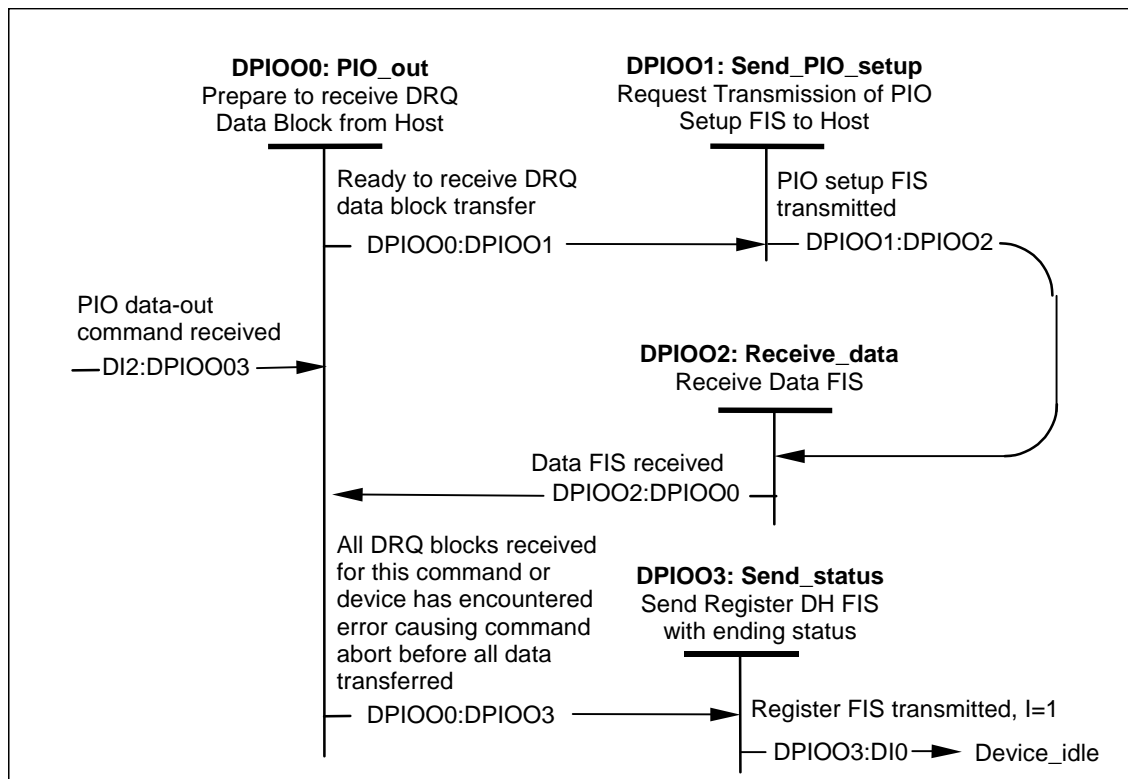 DPIOO0: PIO_out
Prepare to receive DRQ
Data Block from Host
DPIOO1: Send_PIO_setup
Request Transmission of PIO
Setup FIS to Host
Ready to receive DRQ
data block transfer
DPIOO0:DPIOO1
PIO setup FIS
transmitted
DPIOO1:DPIOO2
PIO data-out
command received
DI2:DPIOO03
DPIOO2: Receive_data
Receive Data FIS
Data FIS received
DPIOO2:DPIOO0
All DRQ blocks received
for this command or
device has encountered
error causing command
abort before all data
transferred
DPIOO0:DPIOO3
DPIOO3: Send_status
Send Register DH FIS
with ending status
Register FIS transmitted, I=1
DPIOO3:DI0
Device_idle